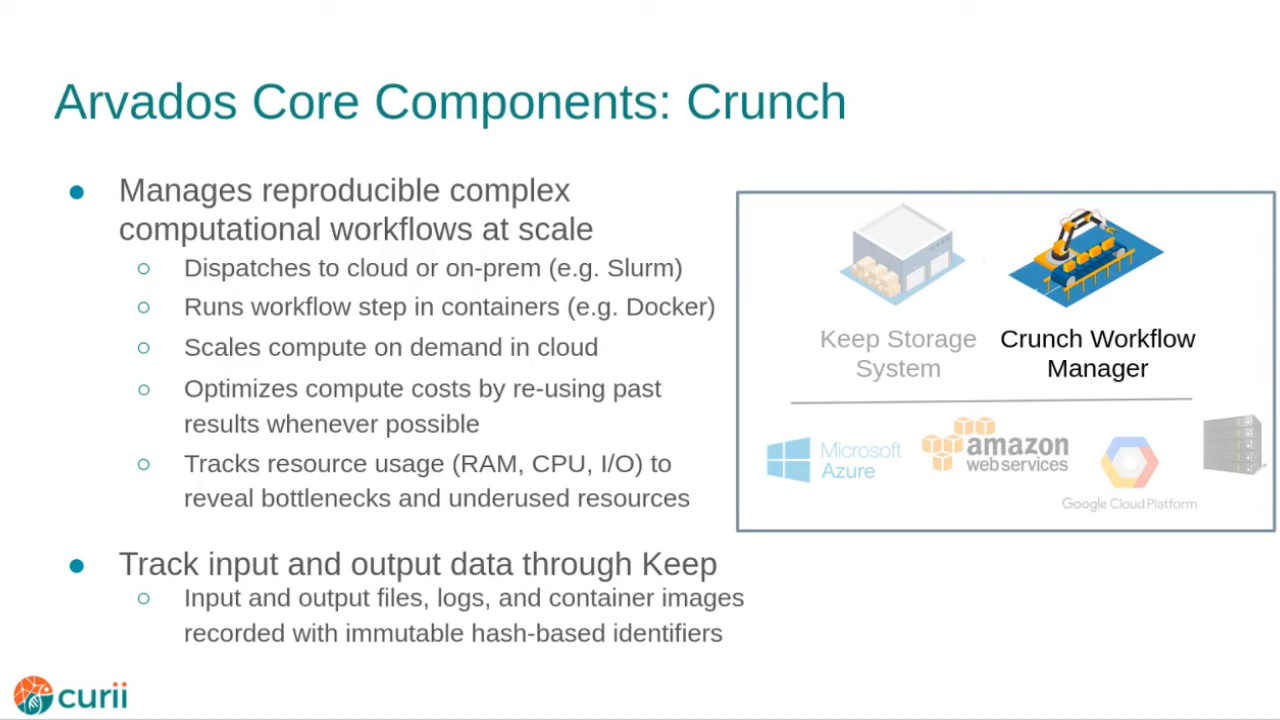 Arvados Core Components: Crunch
● Manages reproducible complex
computational workflows at scale
○ Dispatches to cloud or on-prem (e.g. Slurm)
○ Runs workflow step in containers (e.g. Docker)
○ Scales compute on demand in cloud
○ Optimizes compute costs by re-using past
results whenever possible
○ Tracks resource usage (RAM, CPU, I/O) to
reveal bottlenecks and underused resources
● Track input and output data through Keep
○ Input and output files, logs, and container images
recorded with immutable hash-based identifiers
Keep Storage
System
Crunch Workflow
Manager
Microsoft
Azure
amazon
webservices
Google Cloud Platform
curii